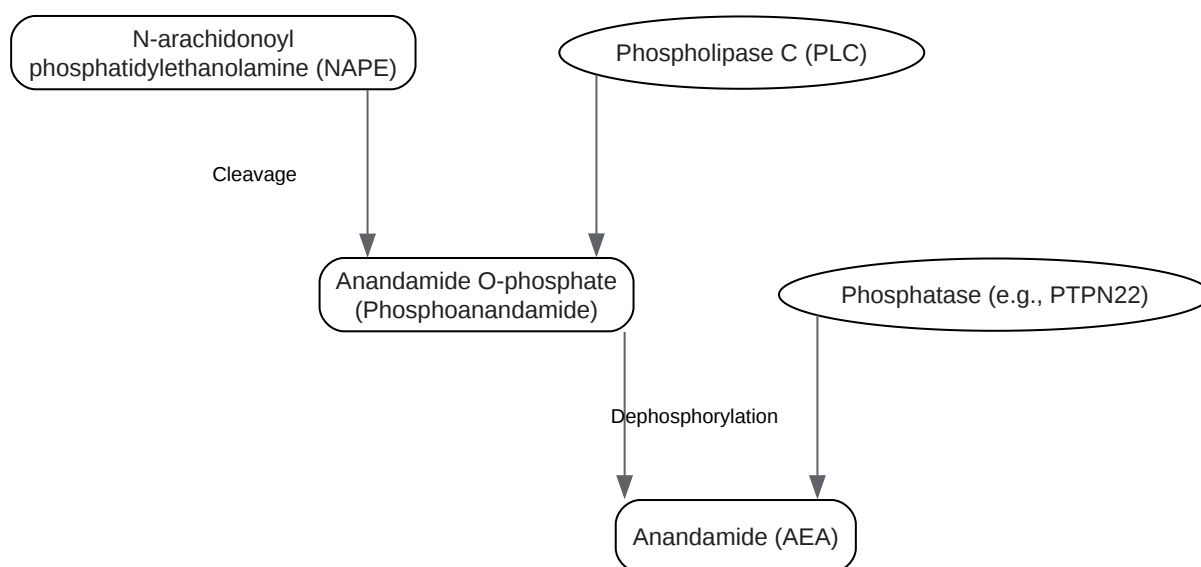 N-arachidonoyl
phosphatidylethanolamine (NAPE)
Phospholipase C (PLC)
Cleavage
Anandamide O-phosphate
(Phosphoanandamide)
Phosphatase (e.g., PTPN22)
Dephosphorylation
Anandamide (AEA)